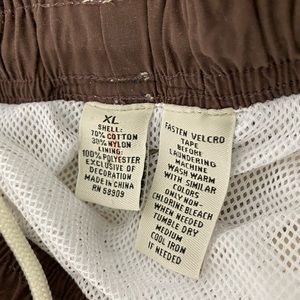 XL
SHELL:
70% COTTON
30% NYLON
LINING:
100% POLYESTER
EXCLUSIVE OF
DECORATION
MADE IN CHINA
RN 58909
FASTEN VELCRO
TAPE
BEFORE
LAUNDERING
MACHINE
WASH WARM
WITH SIMILAR
COLORS
ONLY NON-
CHLORINE BLEACH
WHEN NEEDED
TUMBLE DRY
MEDIUM
COOL IRON
IF NEEDED